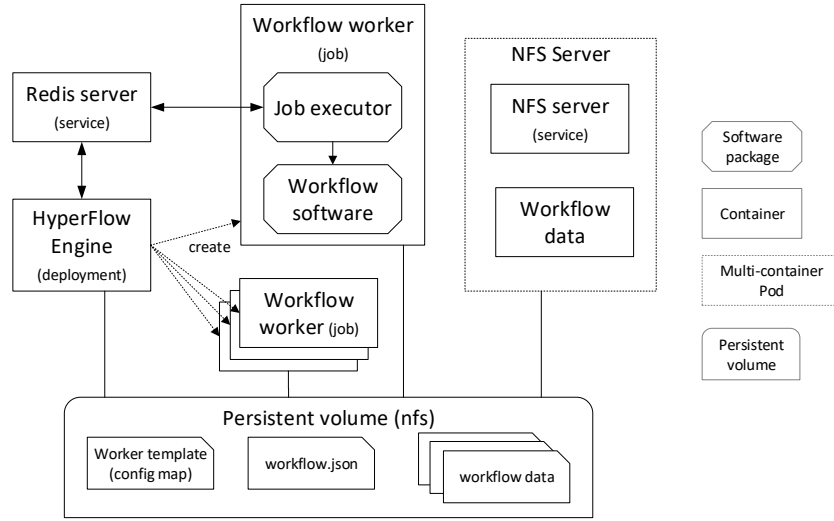 Workflow worker
(job)
Job executor
Workflow
software
Redis server
(service)
HyperFlow
Engine
(deployment)
create
Workflow
worker (job)
NFS Server
NFS server
(service)
Workflow
data
Software
package
Container
Multi-container
Pod
Persistent
volume
Persistent volume (nfs)
Worker template
(config map)
workflow.json
workflow data